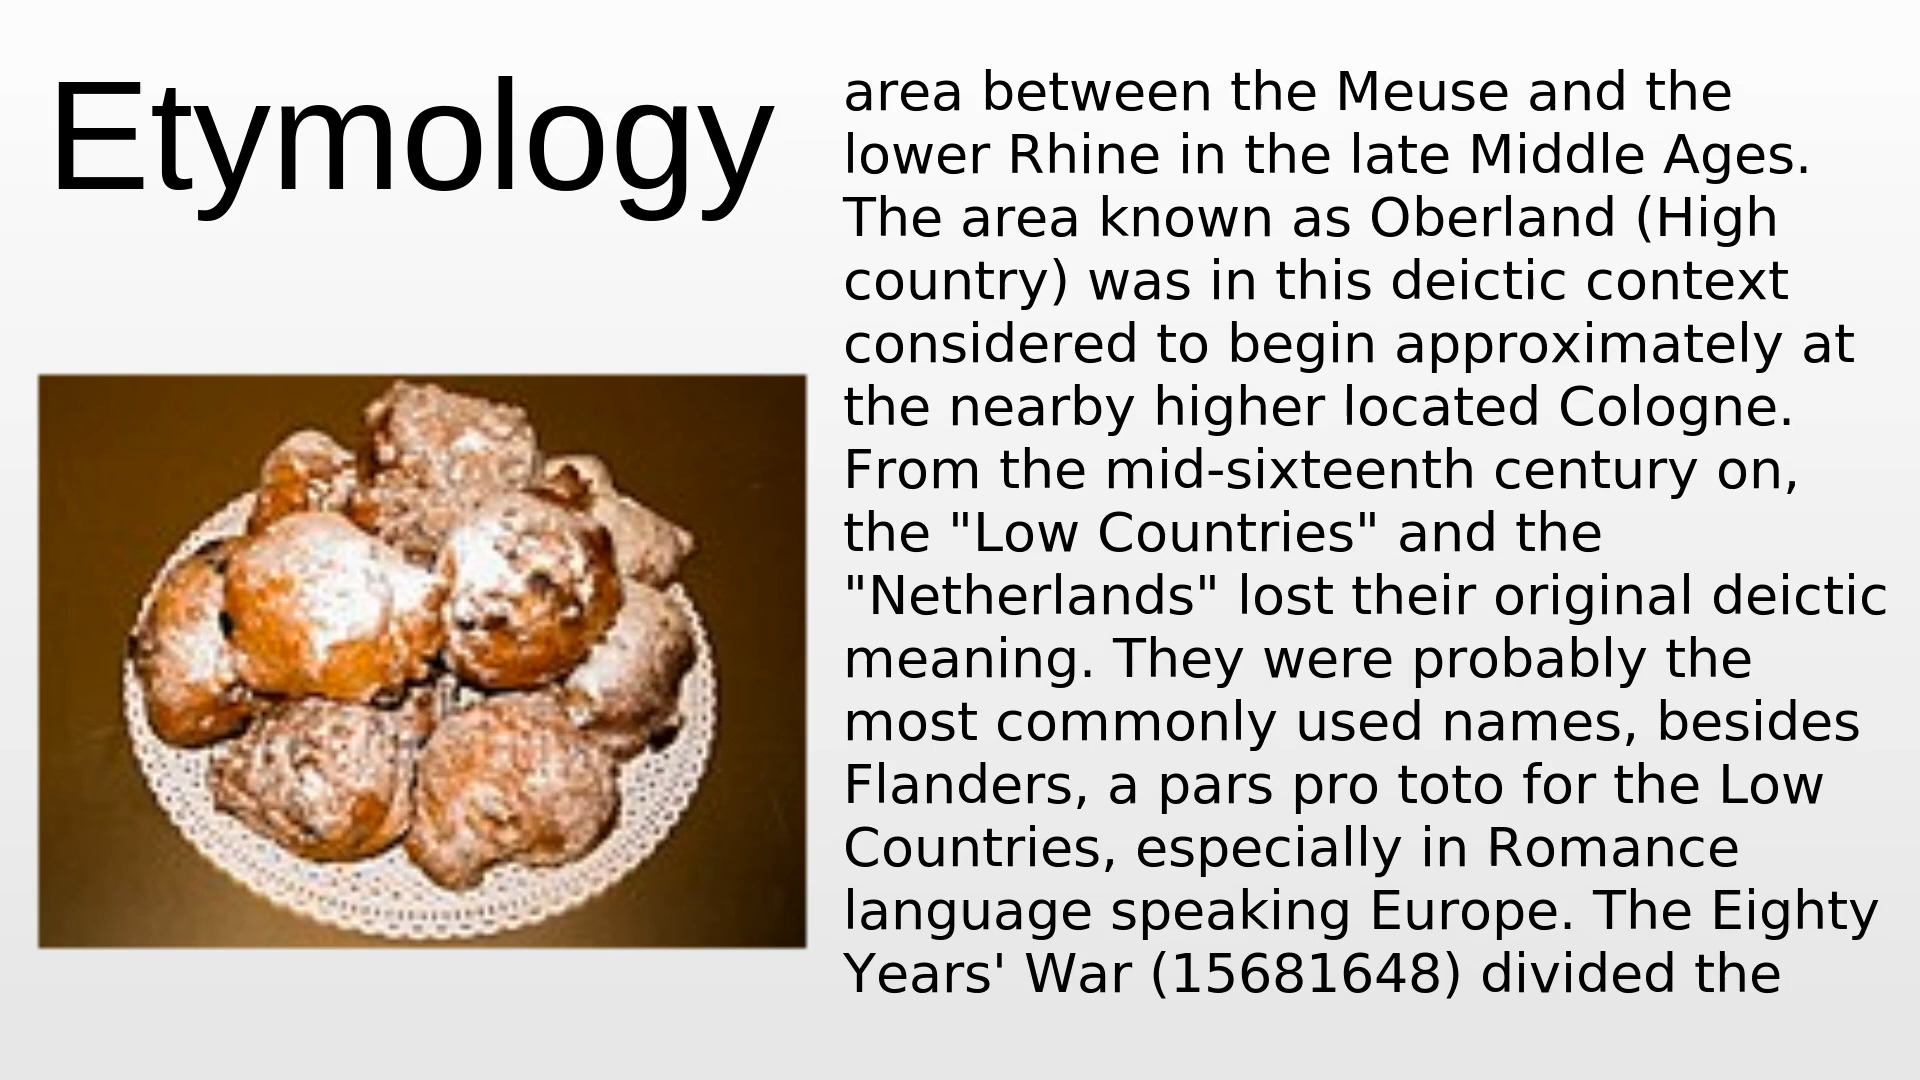 Etymology
area between the Meuse and the
lower Rhine in the late Middle Ages.
The area known as Oberland (High
country) was in this deictic context
considered to begin approximately at
the nearby higher located Cologne.
From the mid-sixteenth century on,
the "Low Countries" and the
"Netherlands" lost their original deictic
meaning. They were probably the
most commonly used names, besides
Flanders, a pars pro toto for the Low
Countries, especially in Romance
language speaking Europe. The Eighty
Years' War (15681648) divided the